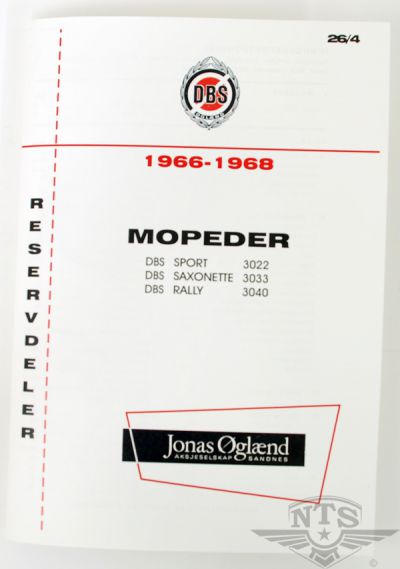 26/4
DBS
ØGLÆND
1966-1968
RESERVDELER
MOPEDER
DBS SPORT 3022
DBS SAXONETTE 3033
DBS RALLY 3040
Jonas Øglænd
AKSJESELSKAP SANDNES
NTS
©